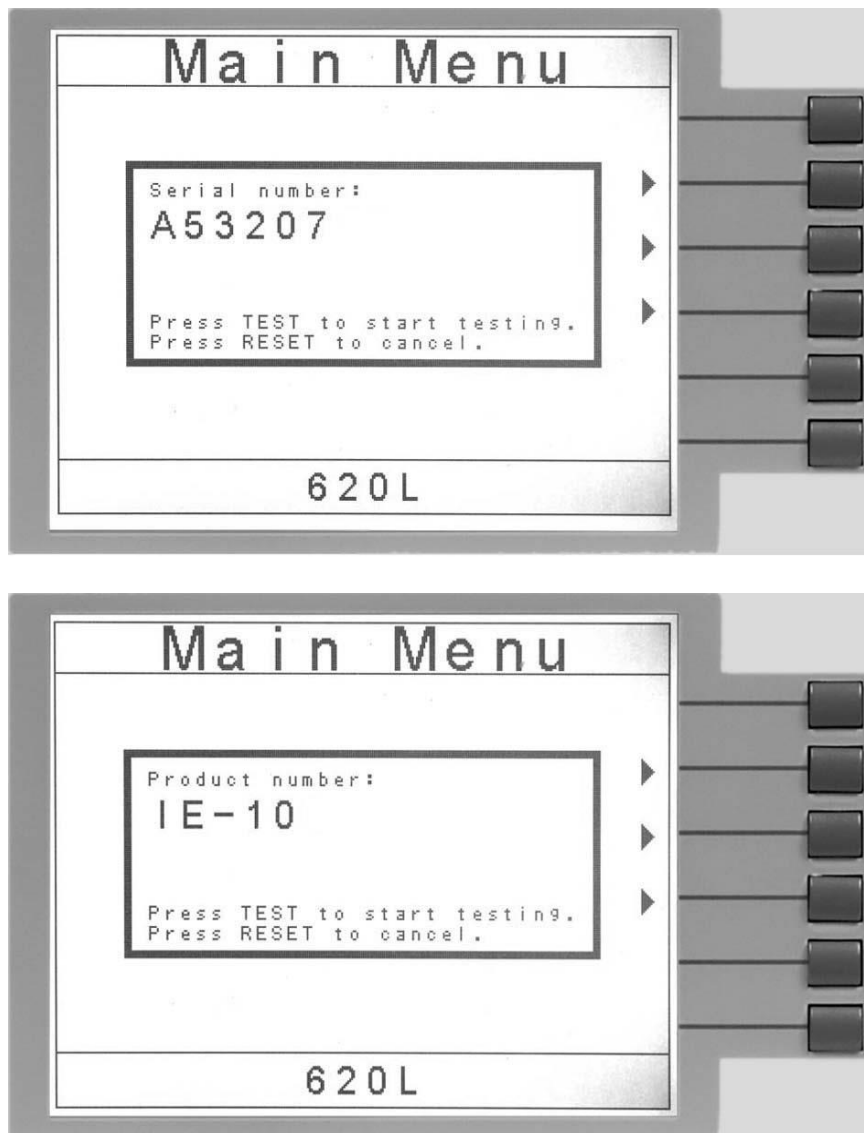 Main Menu
Serial number:
A53207
Press TEST to start testing.
Press RESET to cancel.
620L
Main Menu
Product number:
IE-10
Press TEST to start testing.
Press RESET to cancel.
620L